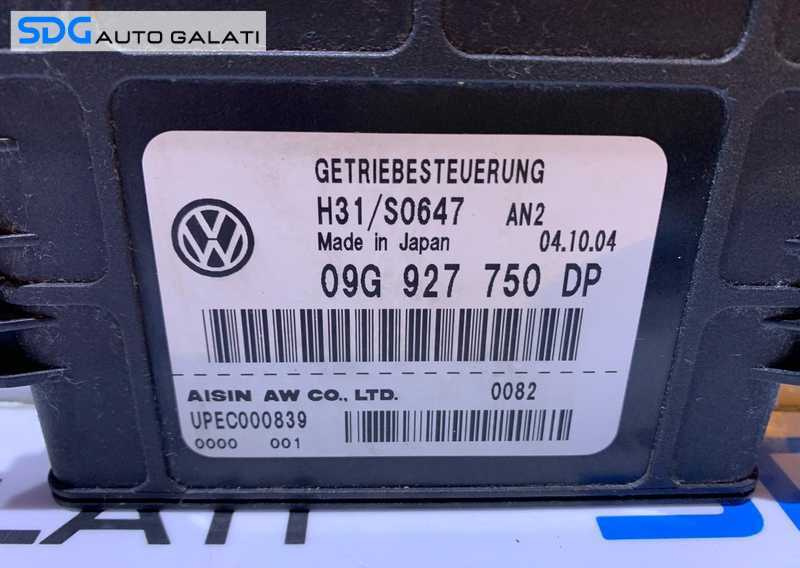 SDG AUTO GALATI
GETRIEBESTEUERUNG
H31/S0647 AN2
Made in Japan 04.10.04
09G 927 750 DP
AISIN AW CO., LTD. 0082
UPEC000839
0000 001
LATI